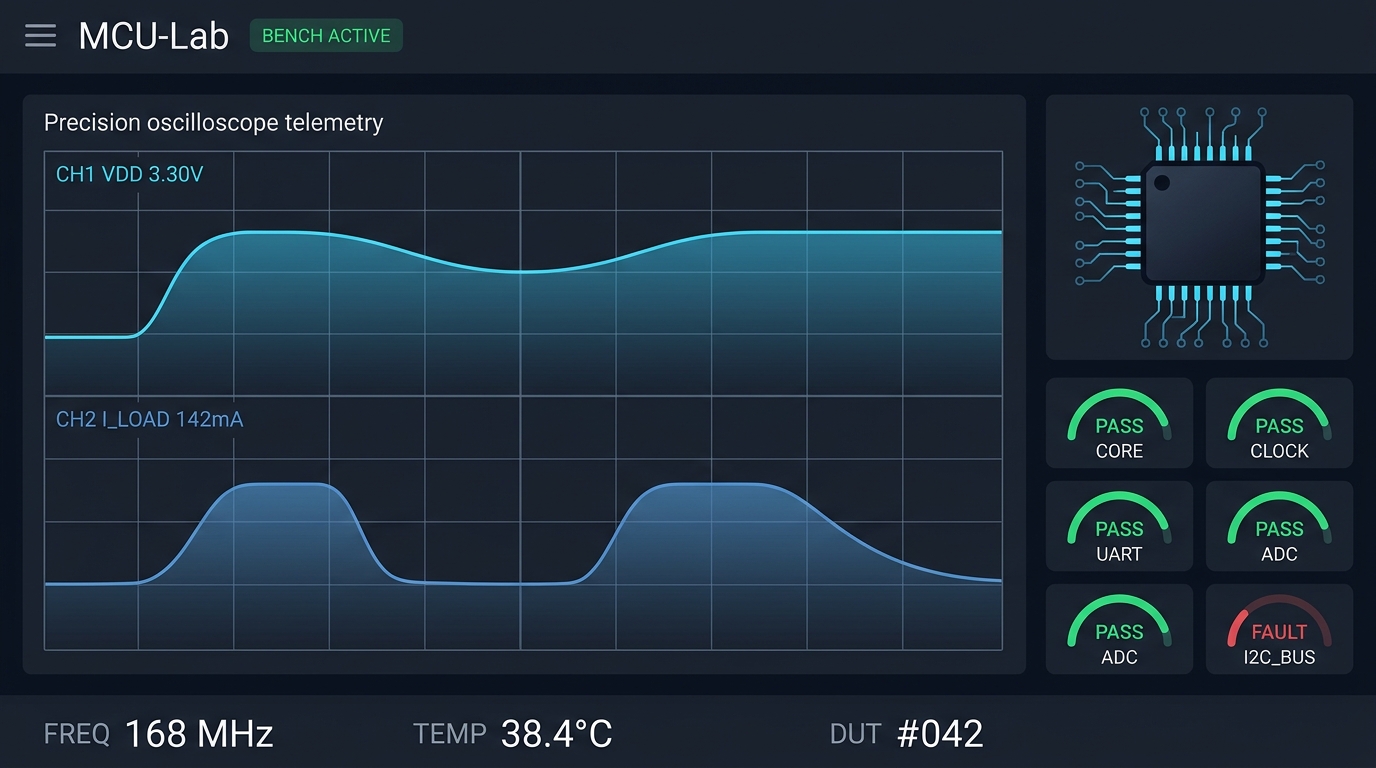 MCU-Lab
BENCH ACTIVE
Precision oscilloscope telemetry
CH1 VDD 3.30V
CH2 I_LOAD 142mA
PASS
CORE
PASS
CLOCK
PASS
UART
PASS
ADC
PASS
ADC
FAULT
I2C_BUS
FREQ 168 MHz
TEMP 38.4°C
DUT #042